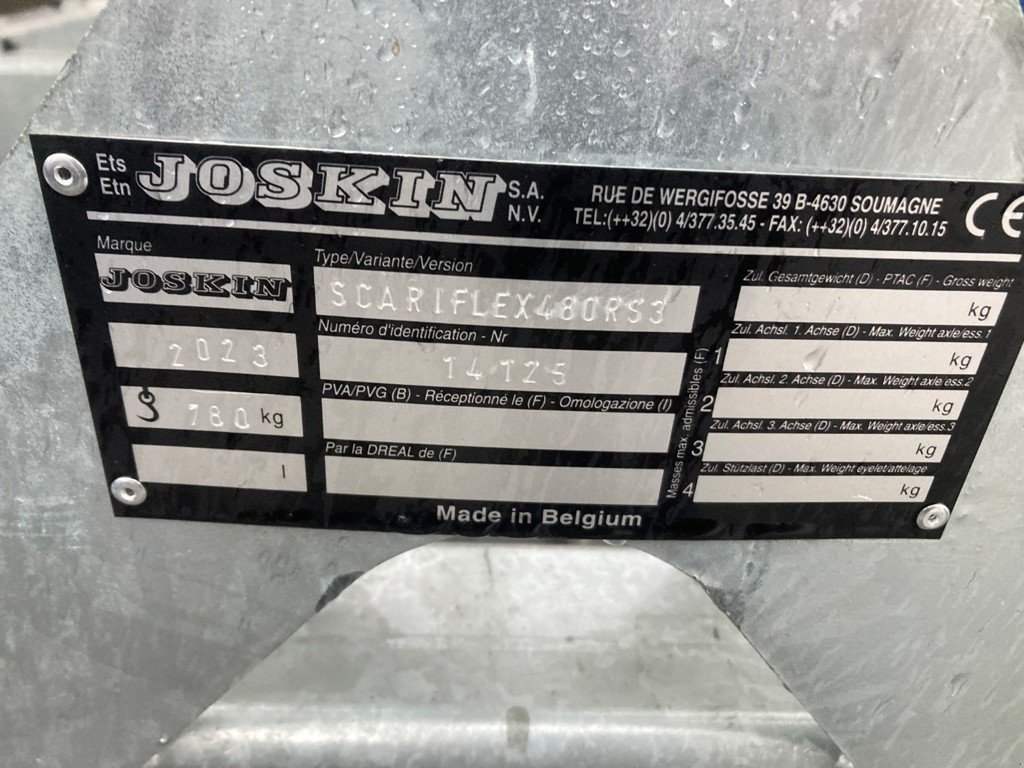 Ets
Etn
JOSKIN S.A.
N.V.
RUE DE WERGIFOSSE 39 B-4630 SOUMAGNE
TEL:(++32)(0) 4/377.35.45 - FAX: (++32)(0) 4/377.10.15
CE
Marque
JOSKIN
2023
780 kg
l
Type/Variante/Version
SCARIFLEX480RS3
Numéro d'identification - Nr
14125
PVA/PVG (B) - Réceptionné le (F) - Omologazione (I)
Par la DREAL de (F)
Made in Belgium
Masses max. admissibles (F)
Zul. Gesamtgewicht (D) - PTAC (F) - Gross weight
kg
Zul. Achsl. 1. Achse (D) - Max. Weight axle/ess.1
1 kg
Zul. Achsl. 2. Achse (D) - Max. Weight axle ess.2
2 kg
Zul. Achsl. 3. Achse (D) - Max. Weight axle/ess.3
3 kg
Zul. Stützlast (D) - Max. Weight eyelet/attelage
4 kg